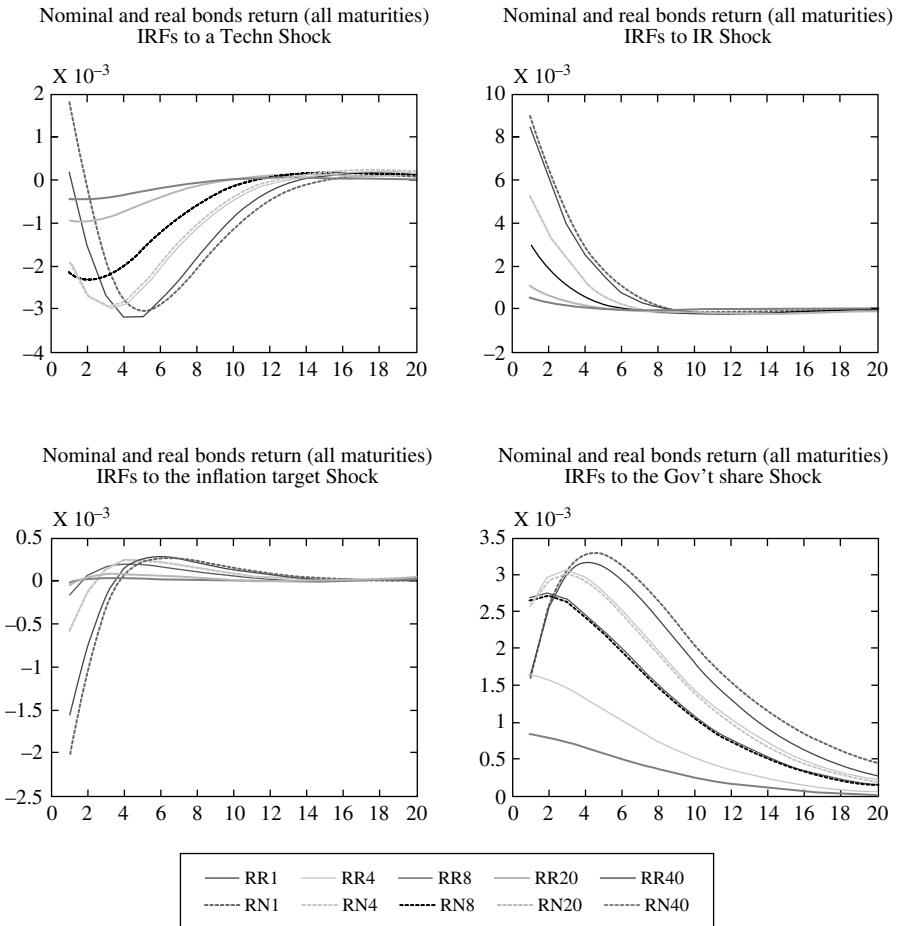 Nominal and real bonds return (all maturities)
IRFs to a Techn Shock
X 10⁻³
2
1
0
−1
−2
−3
−4
0 2 4 6 8 10 12 14 16 18 20
Nominal and real bonds return (all maturities)
IRFs to IR Shock
X 10⁻³
10
8
6
4
2
0
−2
0 2 4 6 8 10 12 14 16 18 20
Nominal and real bonds return (all maturities)
IRFs to the inflation target Shock
X 10⁻³
0.5
0
−0.5
−1
−1.5
−2
−2.5
0 2 4 6 8 10 12 14 16 18 20
Nominal and real bonds return (all maturities)
IRFs to the Gov't share Shock
X 10⁻³
3.5
3
2.5
2
1.5
1
0.5
0
0 2 4 6 8 10 12 14 16 18 20
RR1 RR4 RR8 RR20 RR40
RN1 RN4 RN8 RN20 RN40